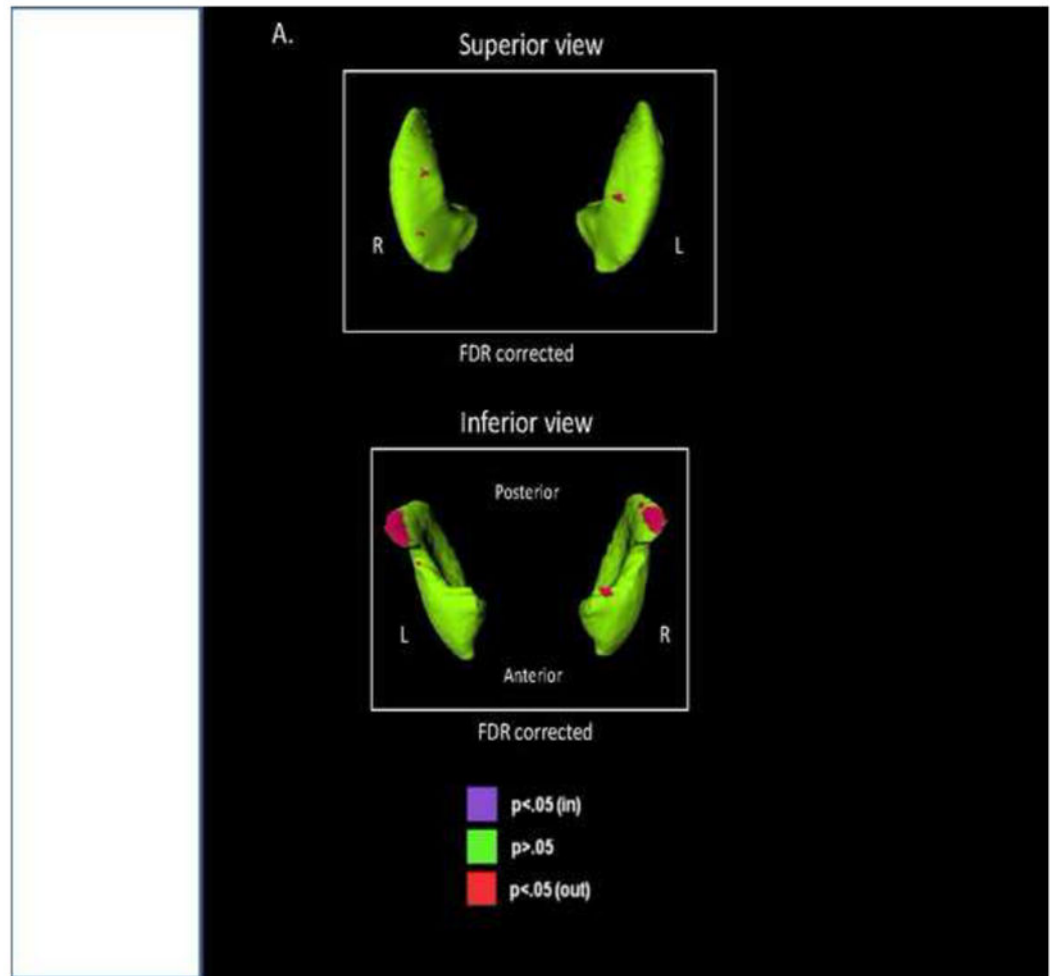 A.
Superior view
R
L
FDR corrected
Inferior view
Posterior
L
R
Anterior
FDR corrected
p<.05 (in)
p>.05
p<.05 (out)